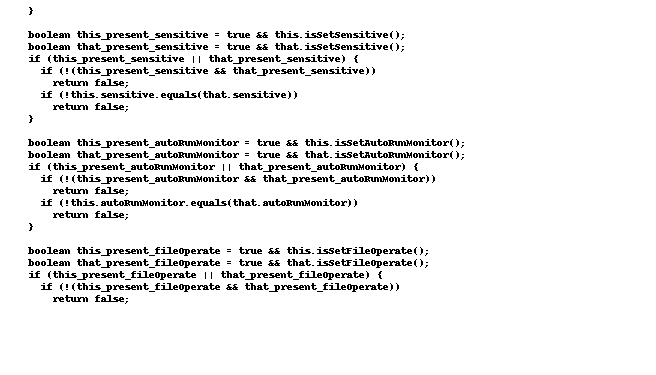 }

boolean this_present_sensitive = true && this.isSetSensitive();
boolean that_present_sensitive = true && that.isSetSensitive();
if (this_present_sensitive || that_present_sensitive) {
  if (!(this_present_sensitive && that_present_sensitive))
    return false;
  if (!this.sensitive.equals(that.sensitive))
    return false;
}

boolean this_present_autoRunMonitor = true && this.isSetAutoRunMonitor();
boolean that_present_autoRunMonitor = true && that.isSetAutoRunMonitor();
if (this_present_autoRunMonitor || that_present_autoRunMonitor) {
  if (!(this_present_autoRunMonitor && that_present_autoRunMonitor))
    return false;
  if (!this.autoRunMonitor.equals(that.autoRunMonitor))
    return false;
}

boolean this_present_fileOperate = true && this.isSetFileOperate();
boolean that_present_fileOperate = true && that.isSetFileOperate();
if (this_present_fileOperate || that_present_fileOperate) {
  if (!(this_present_fileOperate && that_present_fileOperate))
    return false;